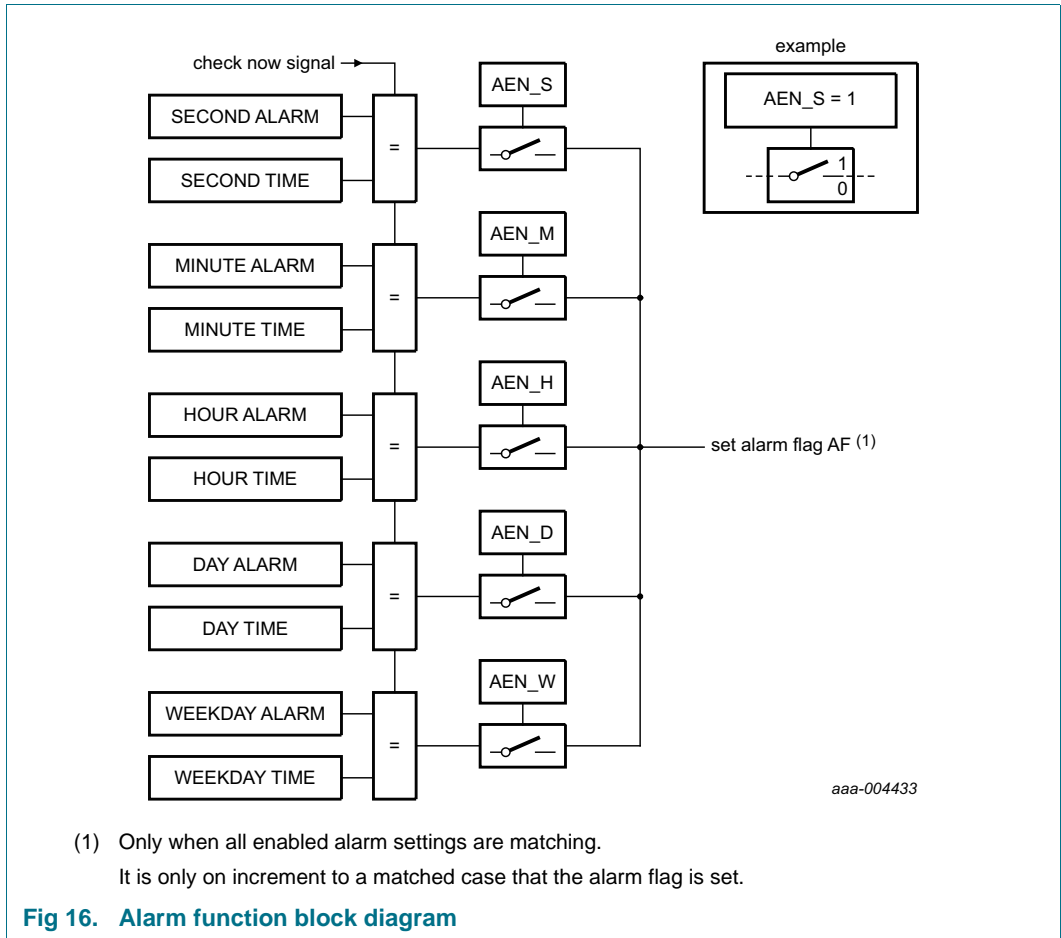 example
check now signal
AEN_S
AEN_S = 1
SECOND ALARM
=
1
0
SECOND TIME
AEN_M
MINUTE ALARM
=
MINUTE TIME
AEN_H
HOUR ALARM
=
set alarm flag AF (1)
HOUR TIME
AEN_D
DAY ALARM
=
DAY TIME
AEN_W
WEEKDAY ALARM
=
WEEKDAY TIME
aaa-004433
(1) Only when all enabled alarm settings are matching.
It is only on increment to a matched case that the alarm flag is set.
Fig 16. Alarm function block diagram